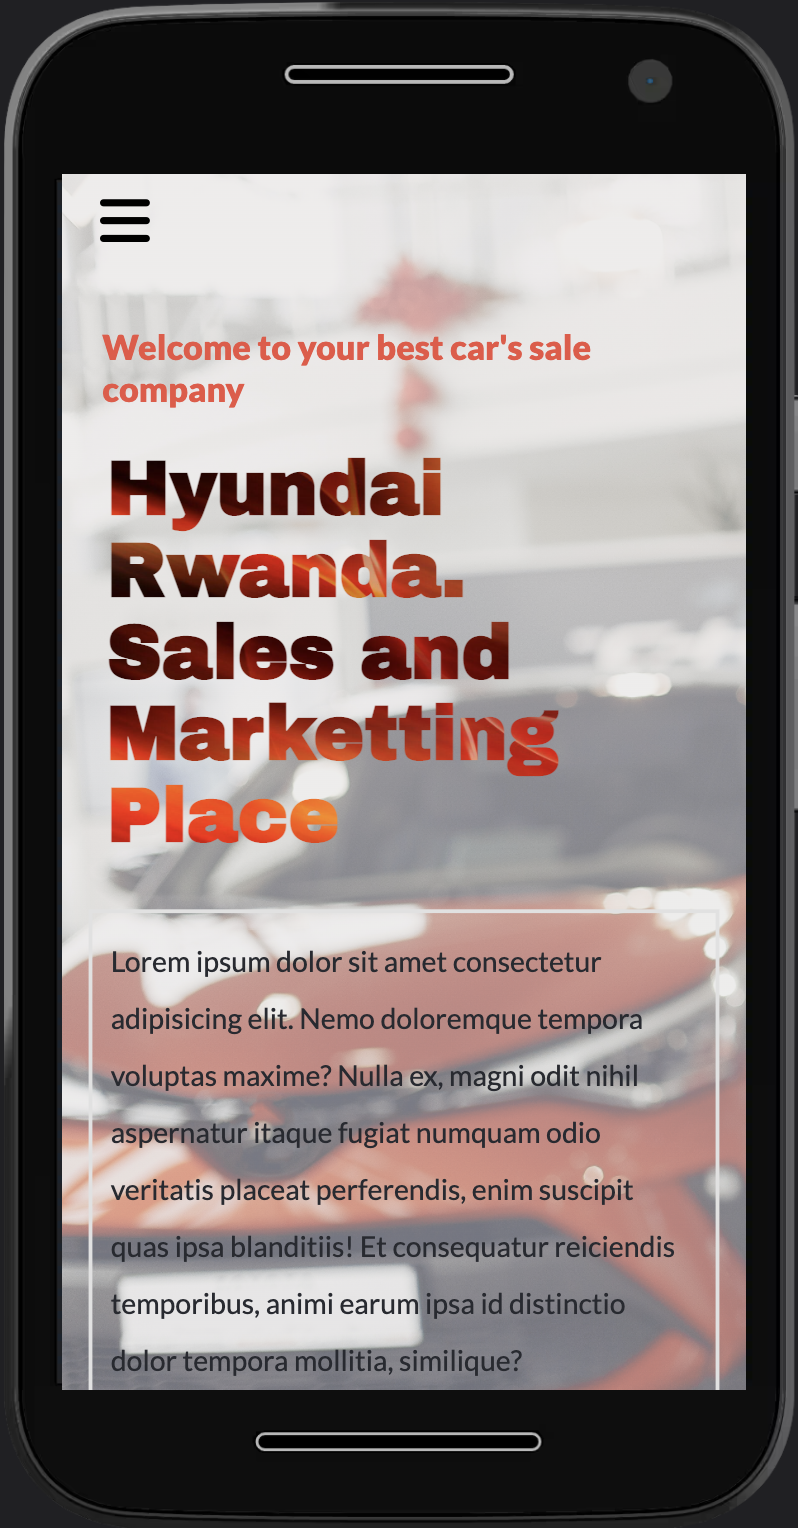 Welcome to your best car's sale
company
Hyundai
Rwanda.
Sales and
Marketting
Place
Lorem ipsum dolor sit amet consectetur
adipisicing elit. Nemo doloremque tempora
voluptas maxime? Nulla ex, magni odit nihil
aspernatur itaque fugiat numquam odio
veritatis placeat perferendis, enim suscipit
quas ipsa blanditiis! Et consequatur reiciendis
temporibus, animi earum ipsa id distinctio
dolor tempora mollitia, similique?